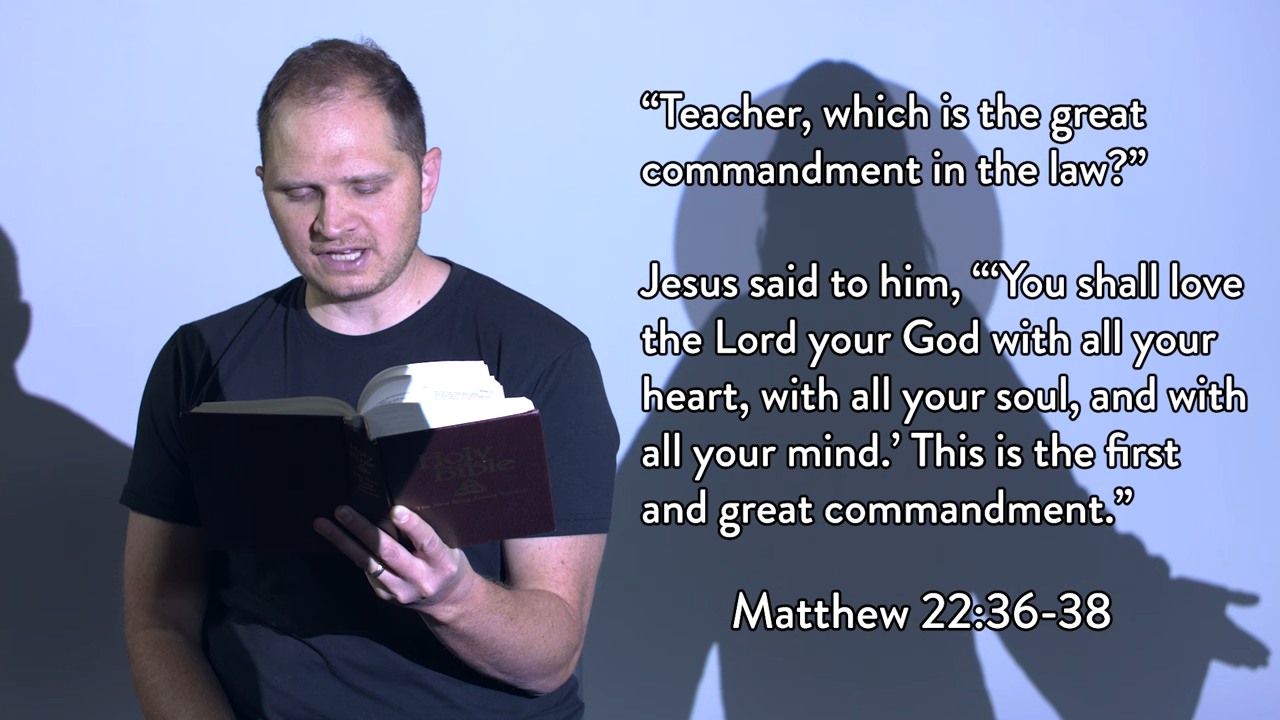 “Teacher, which is the great
commandment in the law?”
Jesus said to him, “‘You shall love
the Lord your God with all your
heart, with all your soul, and with
all your mind.’ This is the first
and great commandment.”
Matthew 22:36-38
Holy
Bible